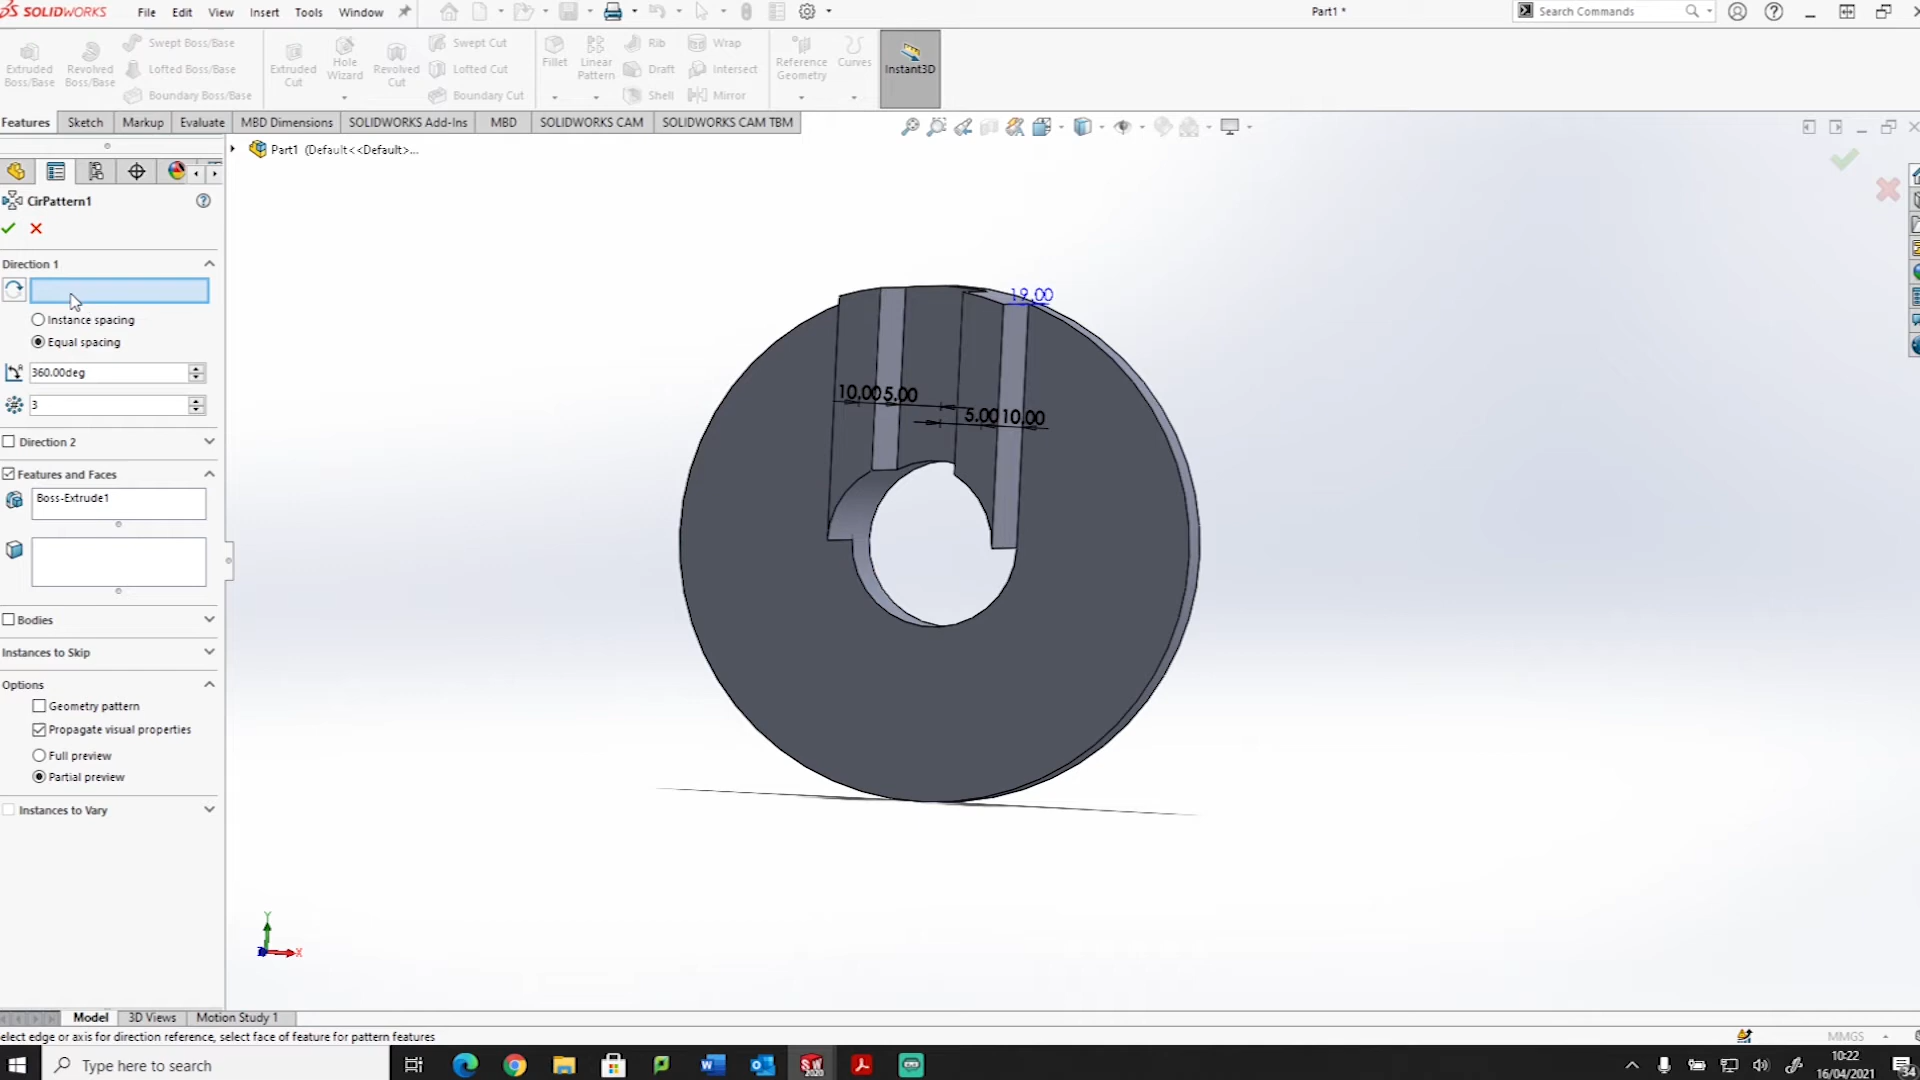 SOLIDWORKS File Edit View Insert Tools Window Part1 * Search Commands
Extruded Boss/Base
Revolved Boss/Base
Swept Boss/Base
Lofted Boss/Base
Boundary Boss/Base
Extruded Cut
Hole Wizard
Revolved Cut
Swept Cut
Lofted Cut
Boundary Cut
Fillet
Linear Pattern
Rib
Draft
Shell
Wrap
Intersect
Mirror
Reference Geometry
Curves
Instant3D
Features Sketch Markup Evaluate MBD Dimensions SOLIDWORKS Add-Ins MBD SOLIDWORKS CAM SOLIDWORKS CAM TBM
Part1 (Default<<Default>...
CirPattern1
Direction 1
Instance spacing
Equal spacing
360.00deg
3
Direction 2
Features and Faces
Boss-Extrude1
Bodies
Instances to Skip
Options
Geometry pattern
Propagate visual properties
Full preview
Partial preview
Instances to Vary
19.00
10.00 5.00
5.00 10.00
Y
X
Model 3D Views Motion Study 1
elect edge or axis for direction reference, select face of feature for pattern features MMGS
Type here to search
10:22
16/04/2021
34